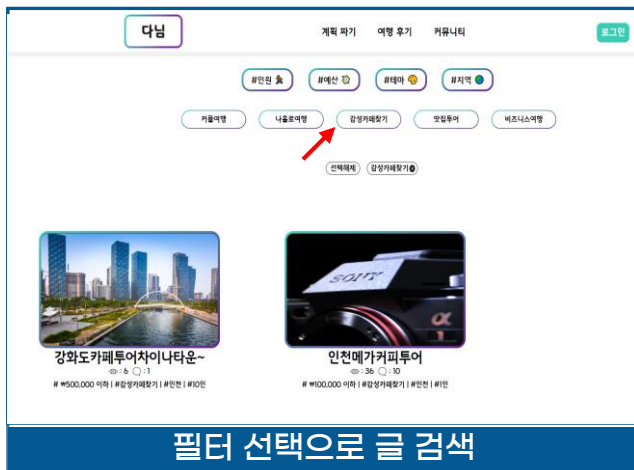 다님 계획 짜기 여행 후기 커뮤니티 로그인
#인원 #예산 #테마 #지역
커플여행 나홀로여행 감성카페찾기 맛집투어 비즈니스여행
선택해제 감성카페찾기
SONY
α
강화도카페투어차이나타운~
: 6 : 1
# ₩500,000 이하 | #감성카페찾기 | #인천 | #10인
인천메가커피투어
: 36 : 10
# ₩100,000 이하 | #감성카페찾기 | #인천 | #1인
필터 선택으로 글 검색